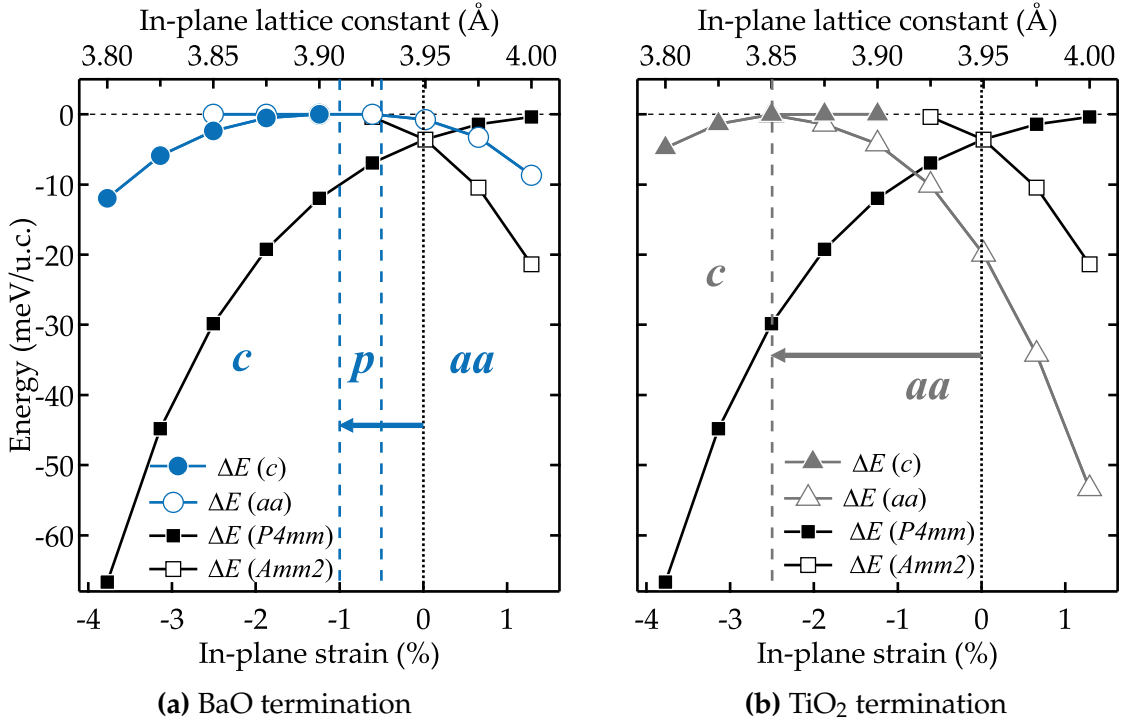 In-plane lattice constant (Å)
3.80 3.85 3.90 3.95 4.00
Energy (meV/u.c.)
0
-10
-20
-30
-40
-50
-60
c p aa
ΔE (c)
ΔE (aa)
ΔE (P4mm)
ΔE (Amm2)
-4 -3 -2 -1 0 1
In-plane strain (%)
(a) BaO termination
In-plane lattice constant (Å)
3.80 3.85 3.90 3.95 4.00
c
aa
ΔE (c)
ΔE (aa)
ΔE (P4mm)
ΔE (Amm2)
-4 -3 -2 -1 0 1
In-plane strain (%)
(b) TiO₂ termination